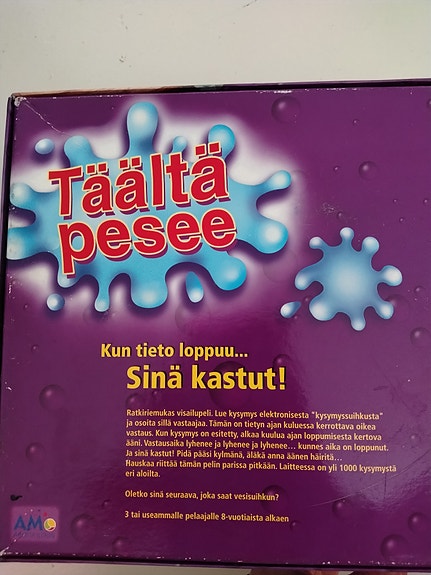 Täältä
pesee
Kun tieto loppuu...
Sinä kastut!
Ratkiriemukas visailupeli. Lue kysymys elektronisesta "kysymyssuihkusta"
ja osoita sillä vastaajaa. Tämän on tietyn ajan kuluessa kerrottava oikea
vastaus. Kun kysymys on esitetty, alkaa kuulua ajan loppumisesta kertova
ääni. Vastausaika lyhenee ja lyhenee ja lyhenee... kunnes aika on loppunut.
Ja sinä kastut! Pidä pääsi kylmänä, äläkä anna äänen häiritä...
Hauskaa riittää tämän pelin parissa pitkään. Laitteessa on yli 1000 kysymystä
eri aloilta.
Oletko sinä seuraava, joka saat vesisuihkun?
3 tai useammalle pelaajalle 8-vuotiaista alkaen
AMO